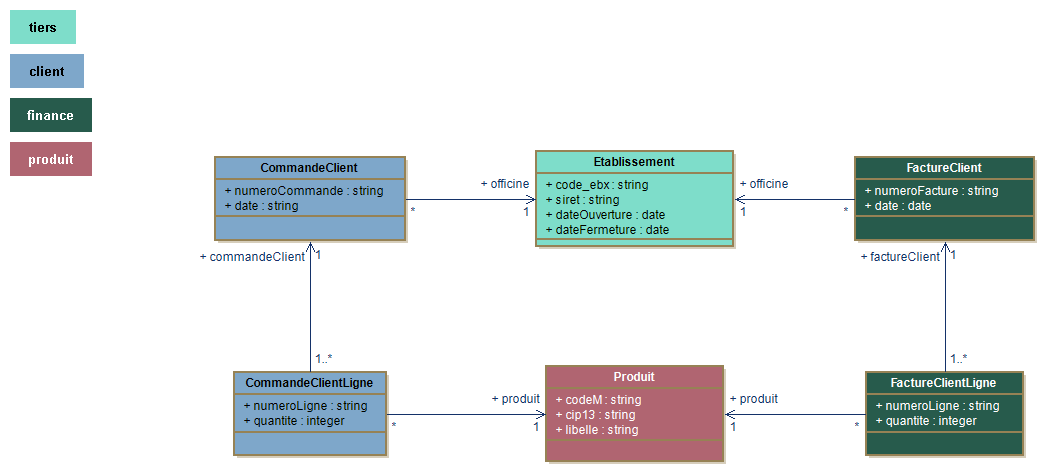 tiers
client
finance
produit
CommandeClient
+ numeroCommande : string
+ date : string
Etablissement
+ code_ebx : string
+ siret : string
+ dateOuverture : date
+ dateFermeture : date
FactureClient
+ numeroFacture : string
+ date : date
+ officine
*
1
+ officine
1
*
+ commandeClient
1
1..*
+ factureClient
1
1..*
CommandeClientLigne
+ numeroLigne : string
+ quantite : integer
Produit
+ codeM : string
+ cip13 : string
+ libelle : string
FactureClientLigne
+ numeroLigne : string
+ quantite : integer
+ produit
*
1
+ produit
1
*